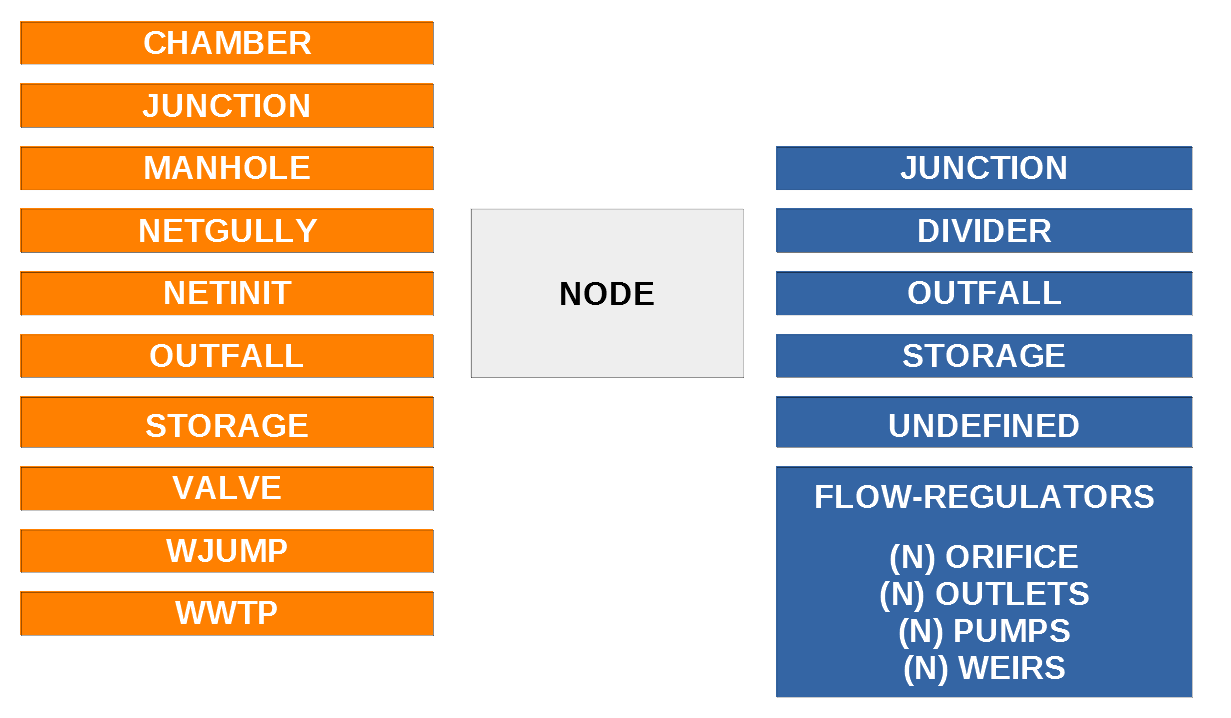 CHAMBER
JUNCTION
MANHOLE
NETGULLY
NETINIT
OUTFALL
STORAGE
VALVE
WJUMP
WWTP
NODE
JUNCTION
DIVIDER
OUTFALL
STORAGE
UNDEFINED
FLOW-REGULATORS
(N) ORIFICE
(N) OUTLETS
(N) PUMPS
(N) WEIRS